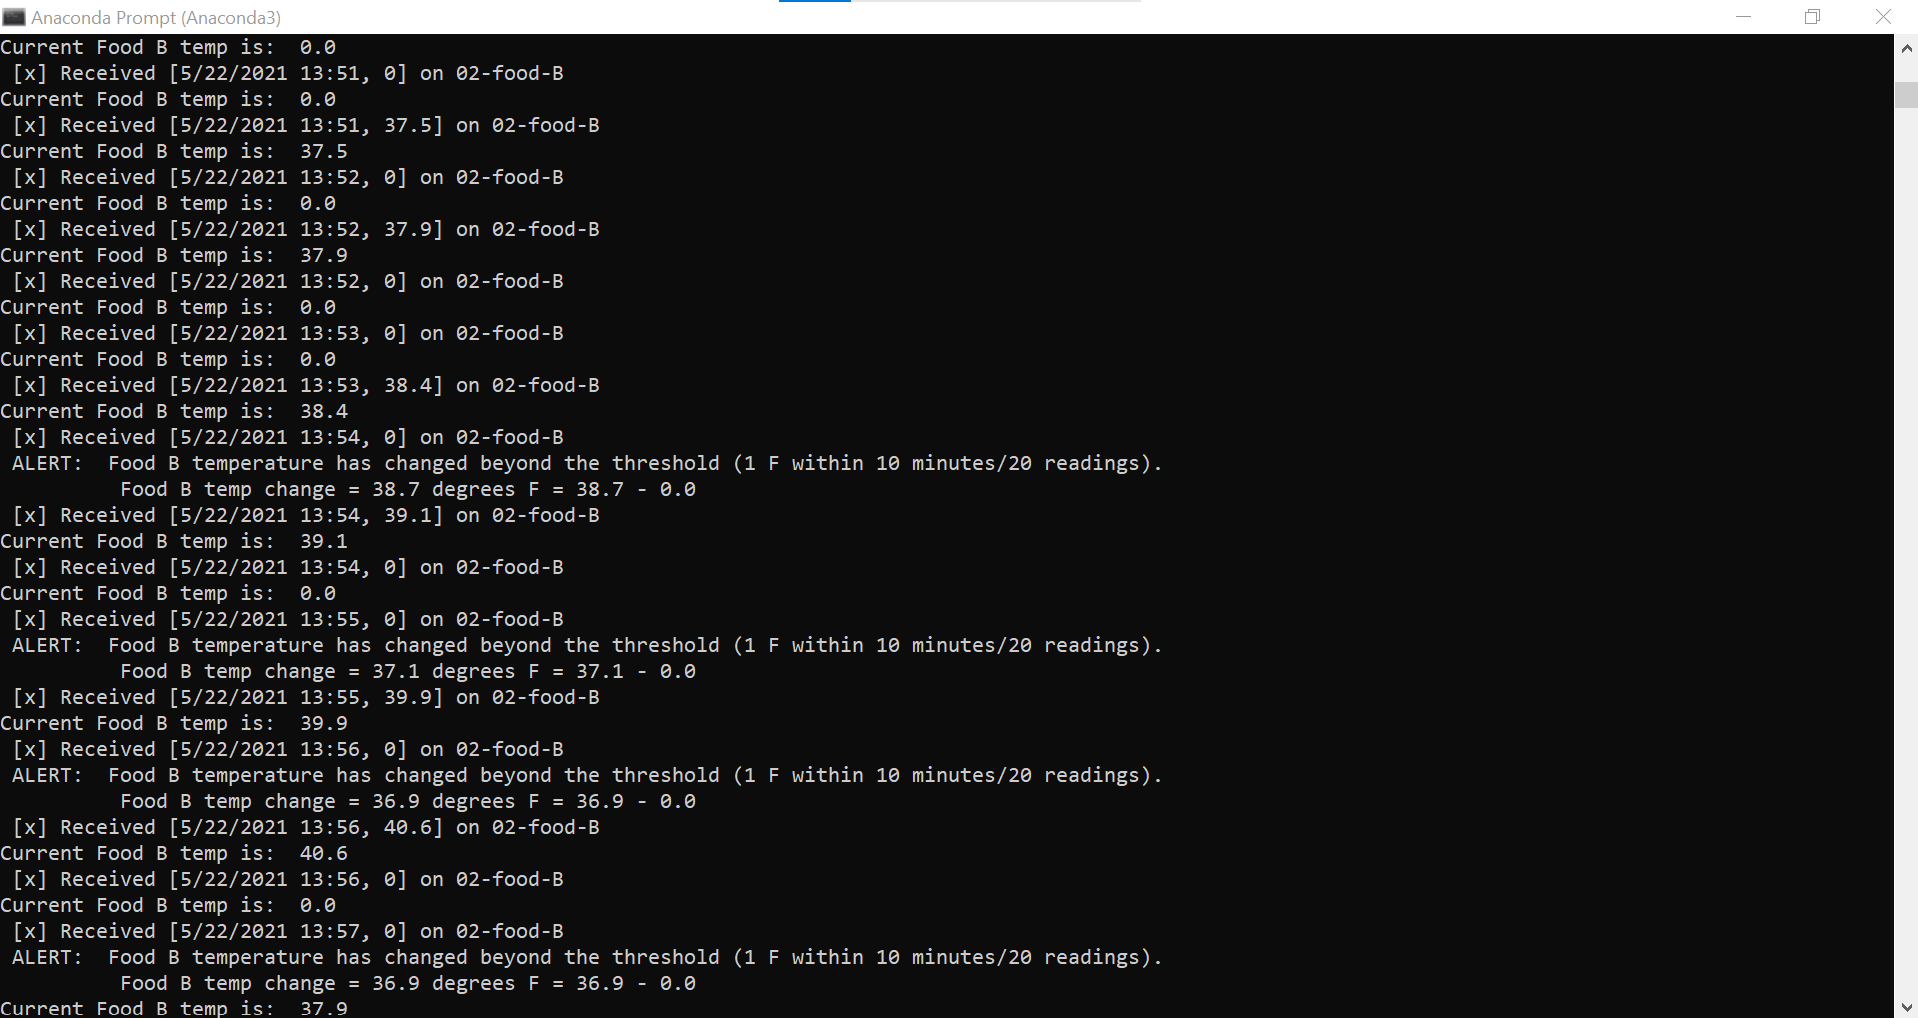 Anaconda Prompt (Anaconda3)
Current Food B temp is:  0.0
 [x] Received [5/22/2021 13:51, 0] on 02-food-B
Current Food B temp is:  0.0
 [x] Received [5/22/2021 13:51, 37.5] on 02-food-B
Current Food B temp is:  37.5
 [x] Received [5/22/2021 13:52, 0] on 02-food-B
Current Food B temp is:  0.0
 [x] Received [5/22/2021 13:52, 37.9] on 02-food-B
Current Food B temp is:  37.9
 [x] Received [5/22/2021 13:52, 0] on 02-food-B
Current Food B temp is:  0.0
 [x] Received [5/22/2021 13:53, 0] on 02-food-B
Current Food B temp is:  0.0
 [x] Received [5/22/2021 13:53, 38.4] on 02-food-B
Current Food B temp is:  38.4
 [x] Received [5/22/2021 13:54, 0] on 02-food-B
 ALERT:  Food B temperature has changed beyond the threshold (1 F within 10 minutes/20 readings).
          Food B temp change = 38.7 degrees F = 38.7 - 0.0
 [x] Received [5/22/2021 13:54, 39.1] on 02-food-B
Current Food B temp is:  39.1
 [x] Received [5/22/2021 13:54, 0] on 02-food-B
Current Food B temp is:  0.0
 [x] Received [5/22/2021 13:55, 0] on 02-food-B
 ALERT:  Food B temperature has changed beyond the threshold (1 F within 10 minutes/20 readings).
          Food B temp change = 37.1 degrees F = 37.1 - 0.0
 [x] Received [5/22/2021 13:55, 39.9] on 02-food-B
Current Food B temp is:  39.9
 [x] Received [5/22/2021 13:56, 0] on 02-food-B
 ALERT:  Food B temperature has changed beyond the threshold (1 F within 10 minutes/20 readings).
          Food B temp change = 36.9 degrees F = 36.9 - 0.0
 [x] Received [5/22/2021 13:56, 40.6] on 02-food-B
Current Food B temp is:  40.6
 [x] Received [5/22/2021 13:56, 0] on 02-food-B
Current Food B temp is:  0.0
 [x] Received [5/22/2021 13:57, 0] on 02-food-B
 ALERT:  Food B temperature has changed beyond the threshold (1 F within 10 minutes/20 readings).
          Food B temp change = 36.9 degrees F = 36.9 - 0.0
Current Food B temp is:  37.9